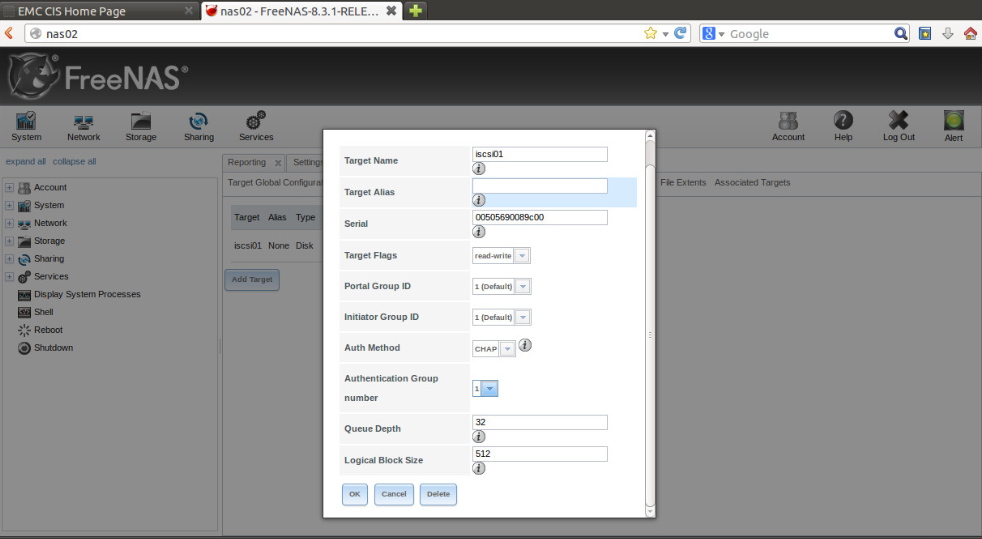 EMC CIS Home Page
nas02 - FreeNAS-8.3.1-RELE...
nas02
Google
FreeNAS®
System
Network
Storage
Sharing
Services
Account
Help
Log Out
Alert
expand all collapse all
Account
System
Network
Storage
Sharing
Services
Display System Processes
Shell
Reboot
Shutdown
Reporting
Settings
Target Global Configurat
File Extents
Associated Targets
Target Alias Type
iscsi01 None Disk
Add Target
Target Name
iscsi01
Target Alias
Serial
00505690089c00
Target Flags
read-write
Portal Group ID
1 (Default)
Initiator Group ID
1 (Default)
Auth Method
CHAP
Authentication Group
number
1
Queue Depth
32
Logical Block Size
512
OK
Cancel
Delete